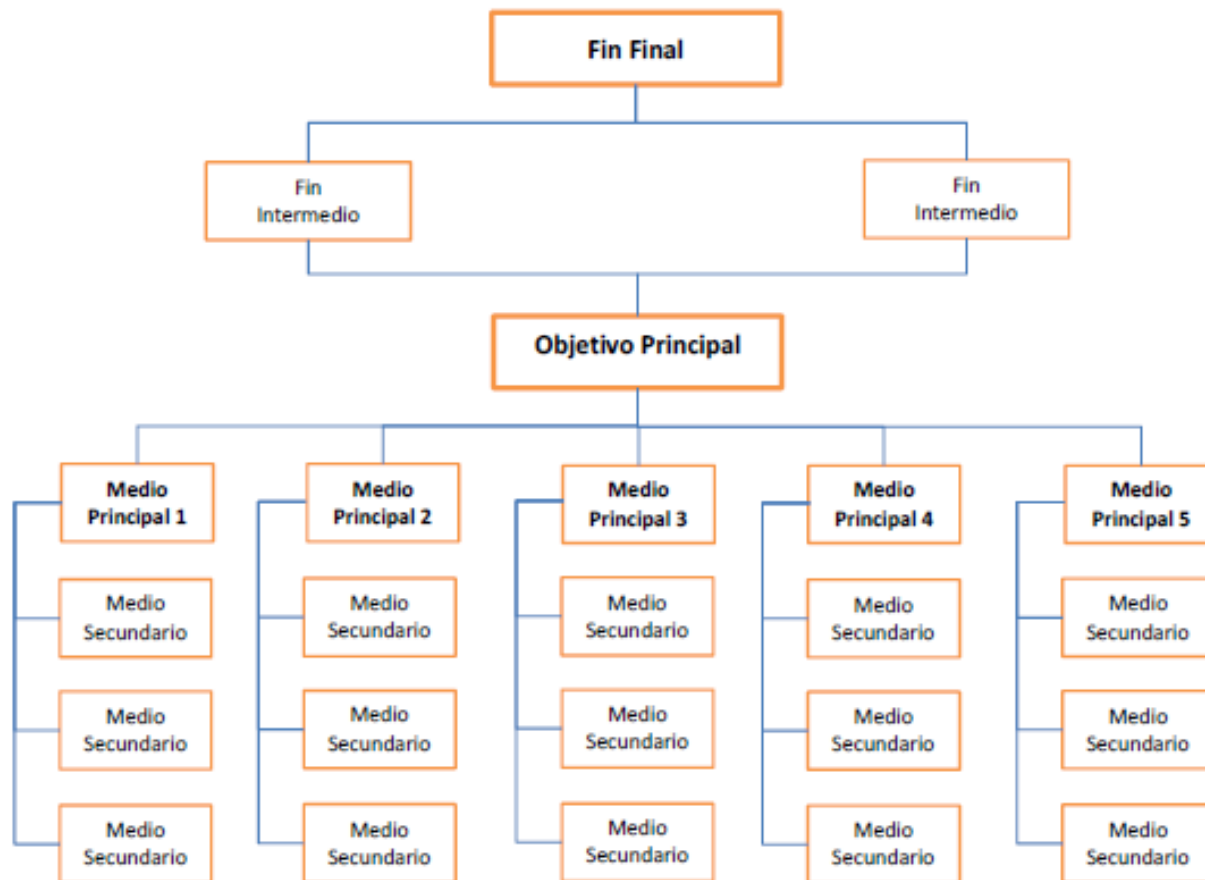 Fin Final
Fin
Intermedio
Fin
Intermedio
Objetivo Principal
Medio
Principal 1
Medio
Principal 2
Medio
Principal 3
Medio
Principal 4
Medio
Principal 5
Medio
Secundario
Medio
Secundario
Medio
Secundario
Medio
Secundario
Medio
Secundario
Medio
Secundario
Medio
Secundario
Medio
Secundario
Medio
Secundario
Medio
Secundario
Medio
Secundario
Medio
Secundario
Medio
Secundario
Medio
Secundario
Medio
Secundario